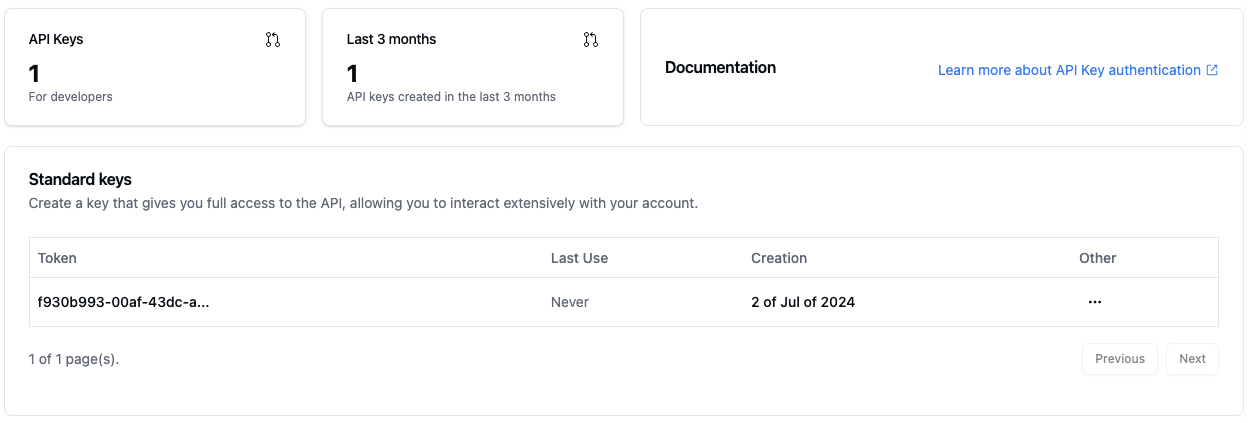 API Keys
1
For developers
Last 3 months
1
API keys created in the last 3 months
Documentation
Learn more about API Key authentication
Standard keys
Create a key that gives you full access to the API, allowing you to interact extensively with your account.
Token Last Use Creation Other
f930b993-00af-43dc-a... Never 2 of Jul of 2024 ...
1 of 1 page(s).
Previous Next